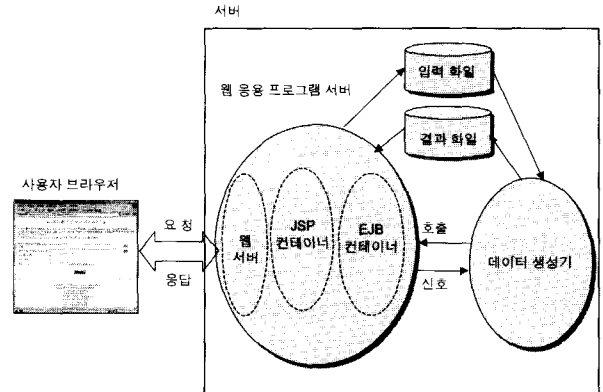 서버
입력 화일
웹 응용 프로그램 서버
결과 화일
사용자 브라우저
요청
웹
서버
JSP
컨테이너
EJB
컨테이너
호출
데이터 생성기
응답
신호